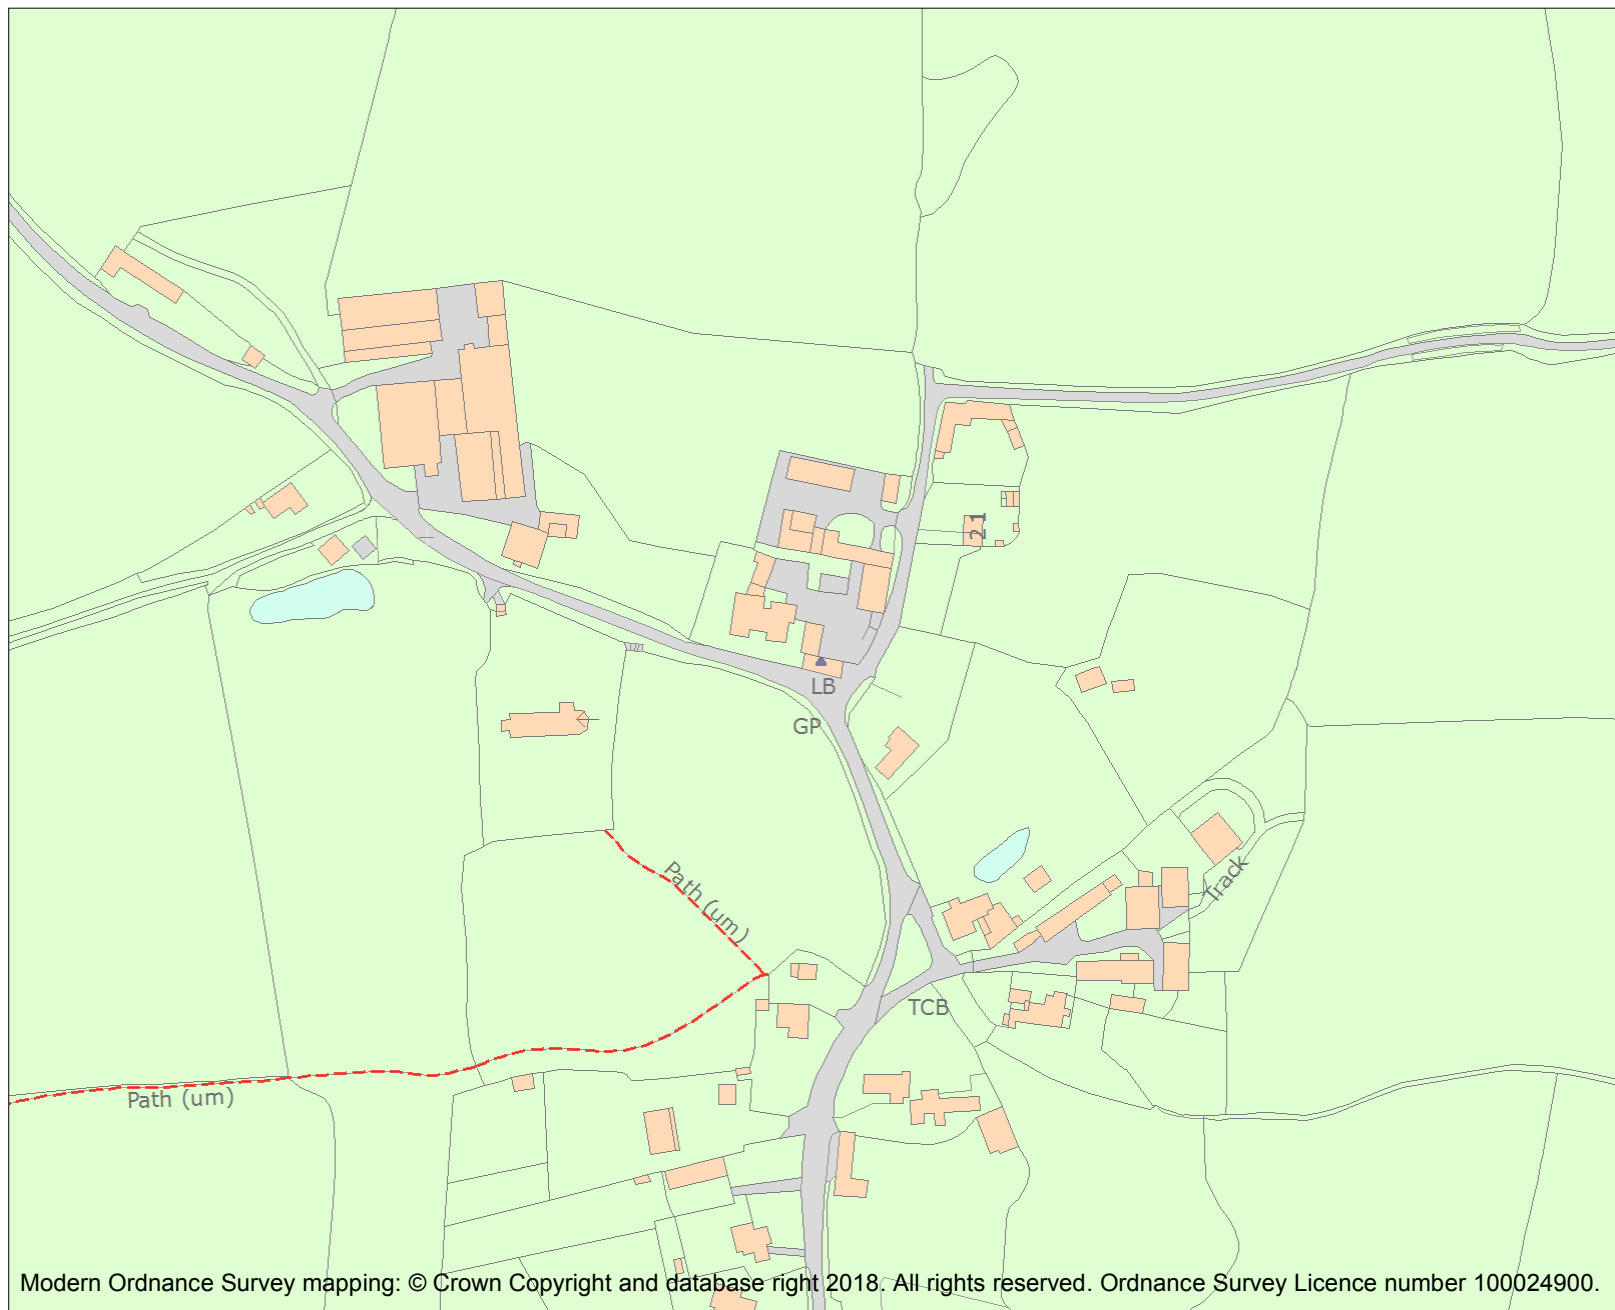 21
LB
GP
Path (um)
Track
TCB
Path (um)
Modern Ordnance Survey mapping: © Crown Copyright and database right 2018. All rights reserved. Ordnance Survey Licence number 100024900.